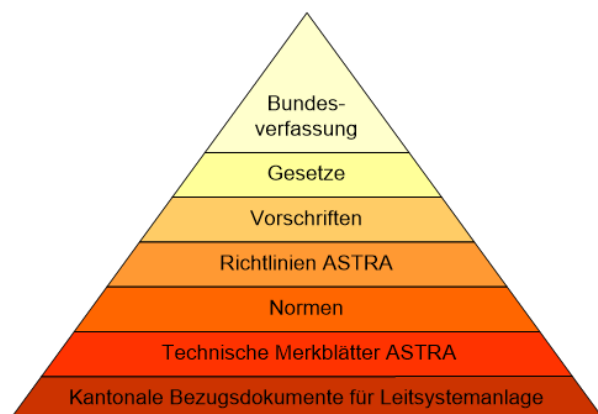 Bundes-
verfassung
Gesetze
Vorschriften
Richtlinien ASTRA
Normen
Technische Merkblätter ASTRA
Kantonale Bezugsdokumente für Leitsystemanlage